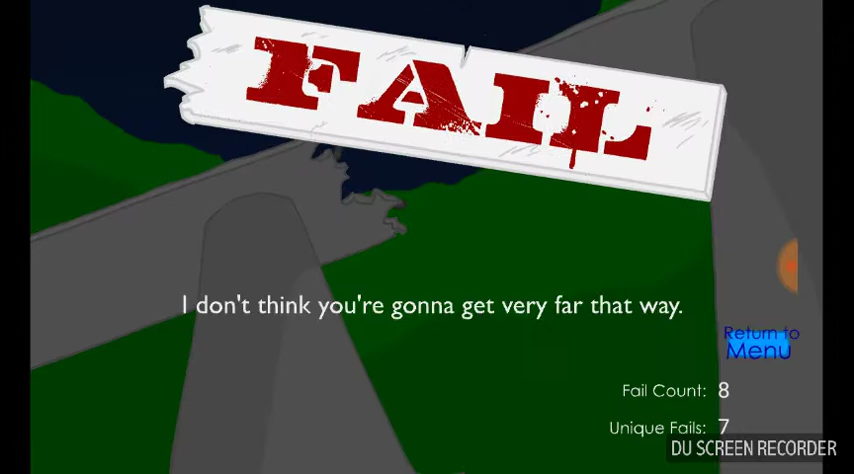 FAIL
I don't think you're gonna get very far that way.
Return to
Menu
Fail Count: 8
Unique Fails: 7
DU SCREEN RECORDER